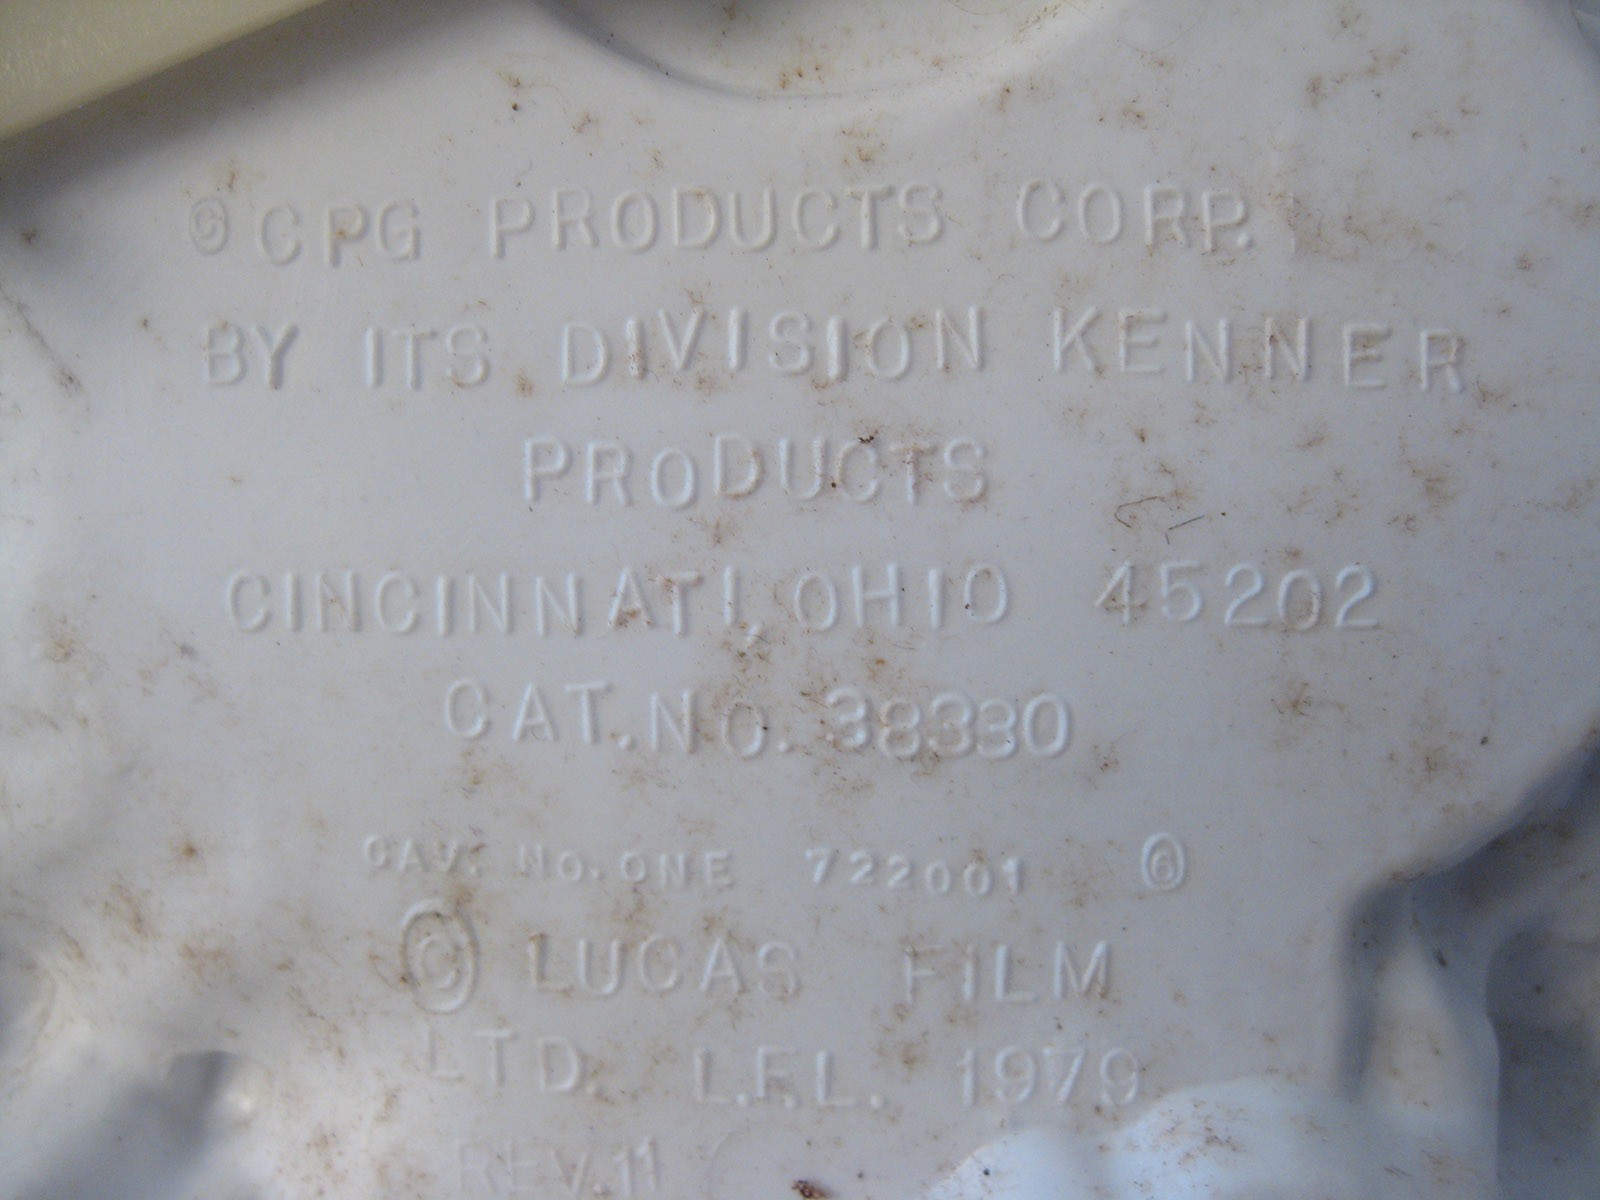 © CPG PRODUCTS CORP.
BY ITS DIVISION KENNER
PRODUCTS
CINCINNATI, OHIO 45202
CAT. NO. 38330
CAV. NO. ONE 722001 ⑥
© LUCAS FILM
LTD. L.F.L. 1979
REV. 11